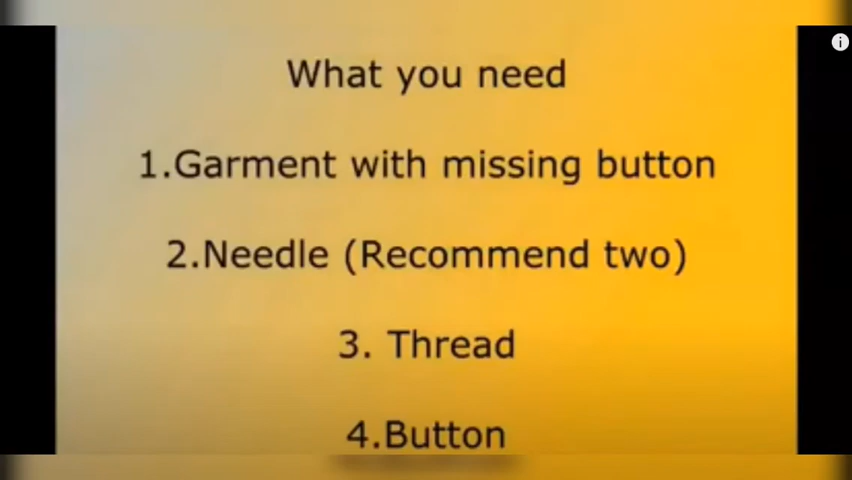 What you need
1.Garment with missing button
2.Needle (Recommend two)
3. Thread
4.Button